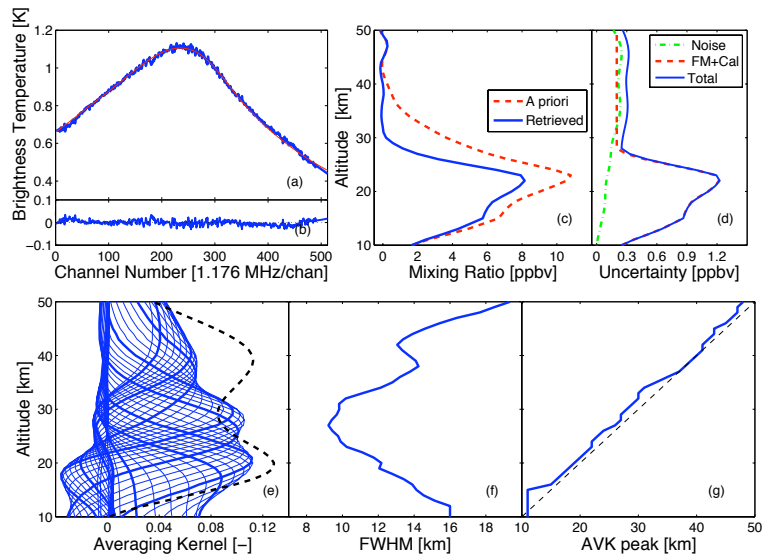 Brightness Temperature [K]
1.2
1
0.8
0.6
0.4
(a)
0.1
0
−0.1
(b)
0 100 200 300 400 500
Channel Number [1.176 MHz/chan]
Altitude [km]
50
40
30
20
10
A priori
Retrieved
(c)
0 2 4 6 8 10
Mixing Ratio [ppbv]
Noise
FM+Cal
Total
(d)
0 0.3 0.6 0.9 1.2
Uncertainty [ppbv]
Altitude [km]
50
40
30
20
10
(e)
0 0.04 0.08 0.12
Averaging Kernel [−]
(f)
8 10 12 14 16 18
FWHM [km]
(g)
10 20 30 40 50
AVK peak [km]